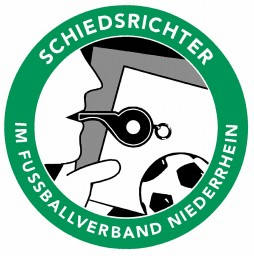 SCHIEDSRICHTER
IM FUSSBALLVERBAND NIEDERRHEIN